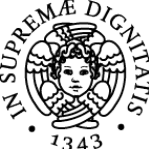 IN SUPREMÆ DIGNITATIS
1343